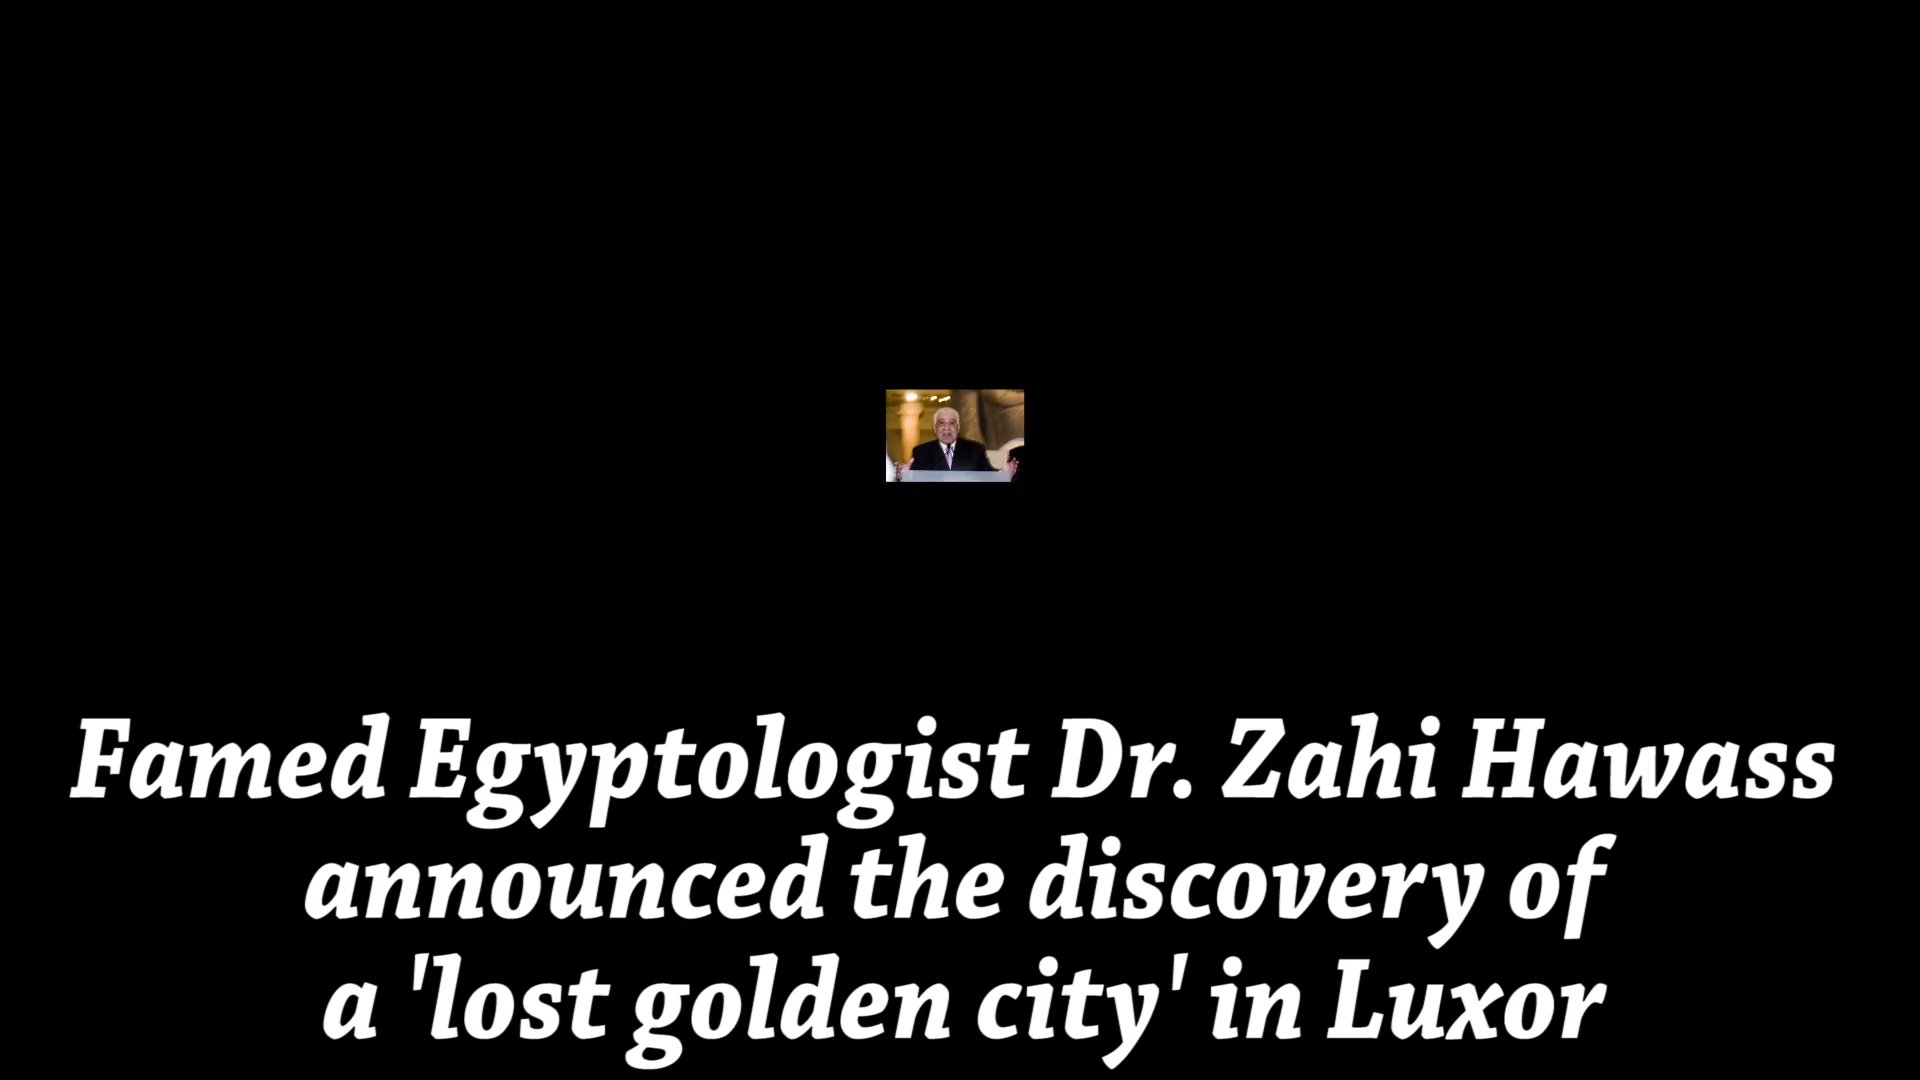 Famed Egyptologist Dr. Zahi Hawass
announced the discovery of
a 'lost golden city' in Luxor